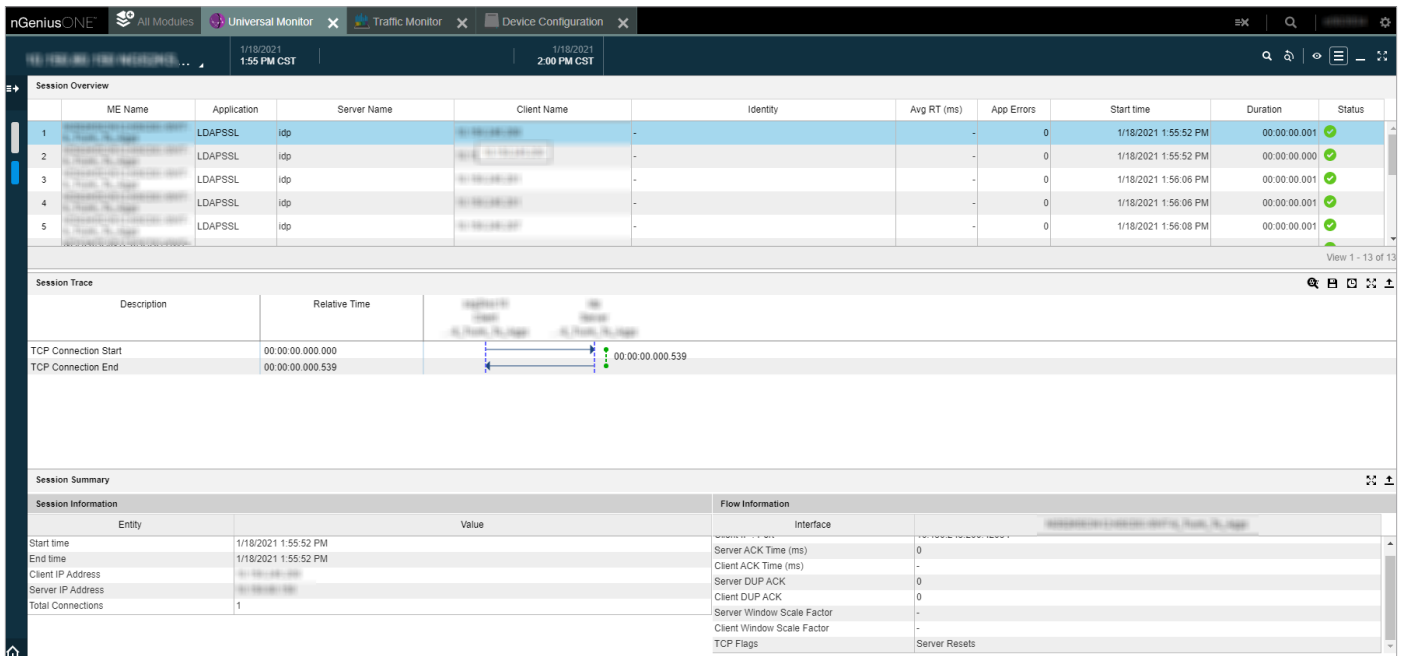 nGeniusONE™ All Modules Universal Monitor Traffic Monitor Device Configuration
1/18/2021 1/18/2021
1:55 PM CST 2:00 PM CST
Session Overview
ME Name Application Server Name Client Name Identity Avg RT (ms) App Errors Start time Duration Status
1 LDAPSSL idp - - 0 1/18/2021 1:55:52 PM 00:00:00.001
2 LDAPSSL idp - - 0 1/18/2021 1:55:52 PM 00:00:00.000
3 LDAPSSL idp - - 0 1/18/2021 1:56:06 PM 00:00:00.001
4 LDAPSSL idp - - 0 1/18/2021 1:56:06 PM 00:00:00.001
5 LDAPSSL idp - - 0 1/18/2021 1:56:08 PM 00:00:00.001
View 1 - 13 of 13
Session Trace
Description Relative Time
TCP Connection Start 00:00:00.000.000
00:00:00.000.539
TCP Connection End 00:00:00.000.539
Session Summary
Session Information Flow Information
Entity Value Interface
Start time 1/18/2021 1:55:52 PM
End time 1/18/2021 1:55:52 PM
Client IP Address
Server IP Address
Total Connections 1
Server ACK Time (ms) 0
Client ACK Time (ms) -
Server DUP ACK 0
Client DUP ACK 0
Server Window Scale Factor -
Client Window Scale Factor -
TCP Flags Server Resets